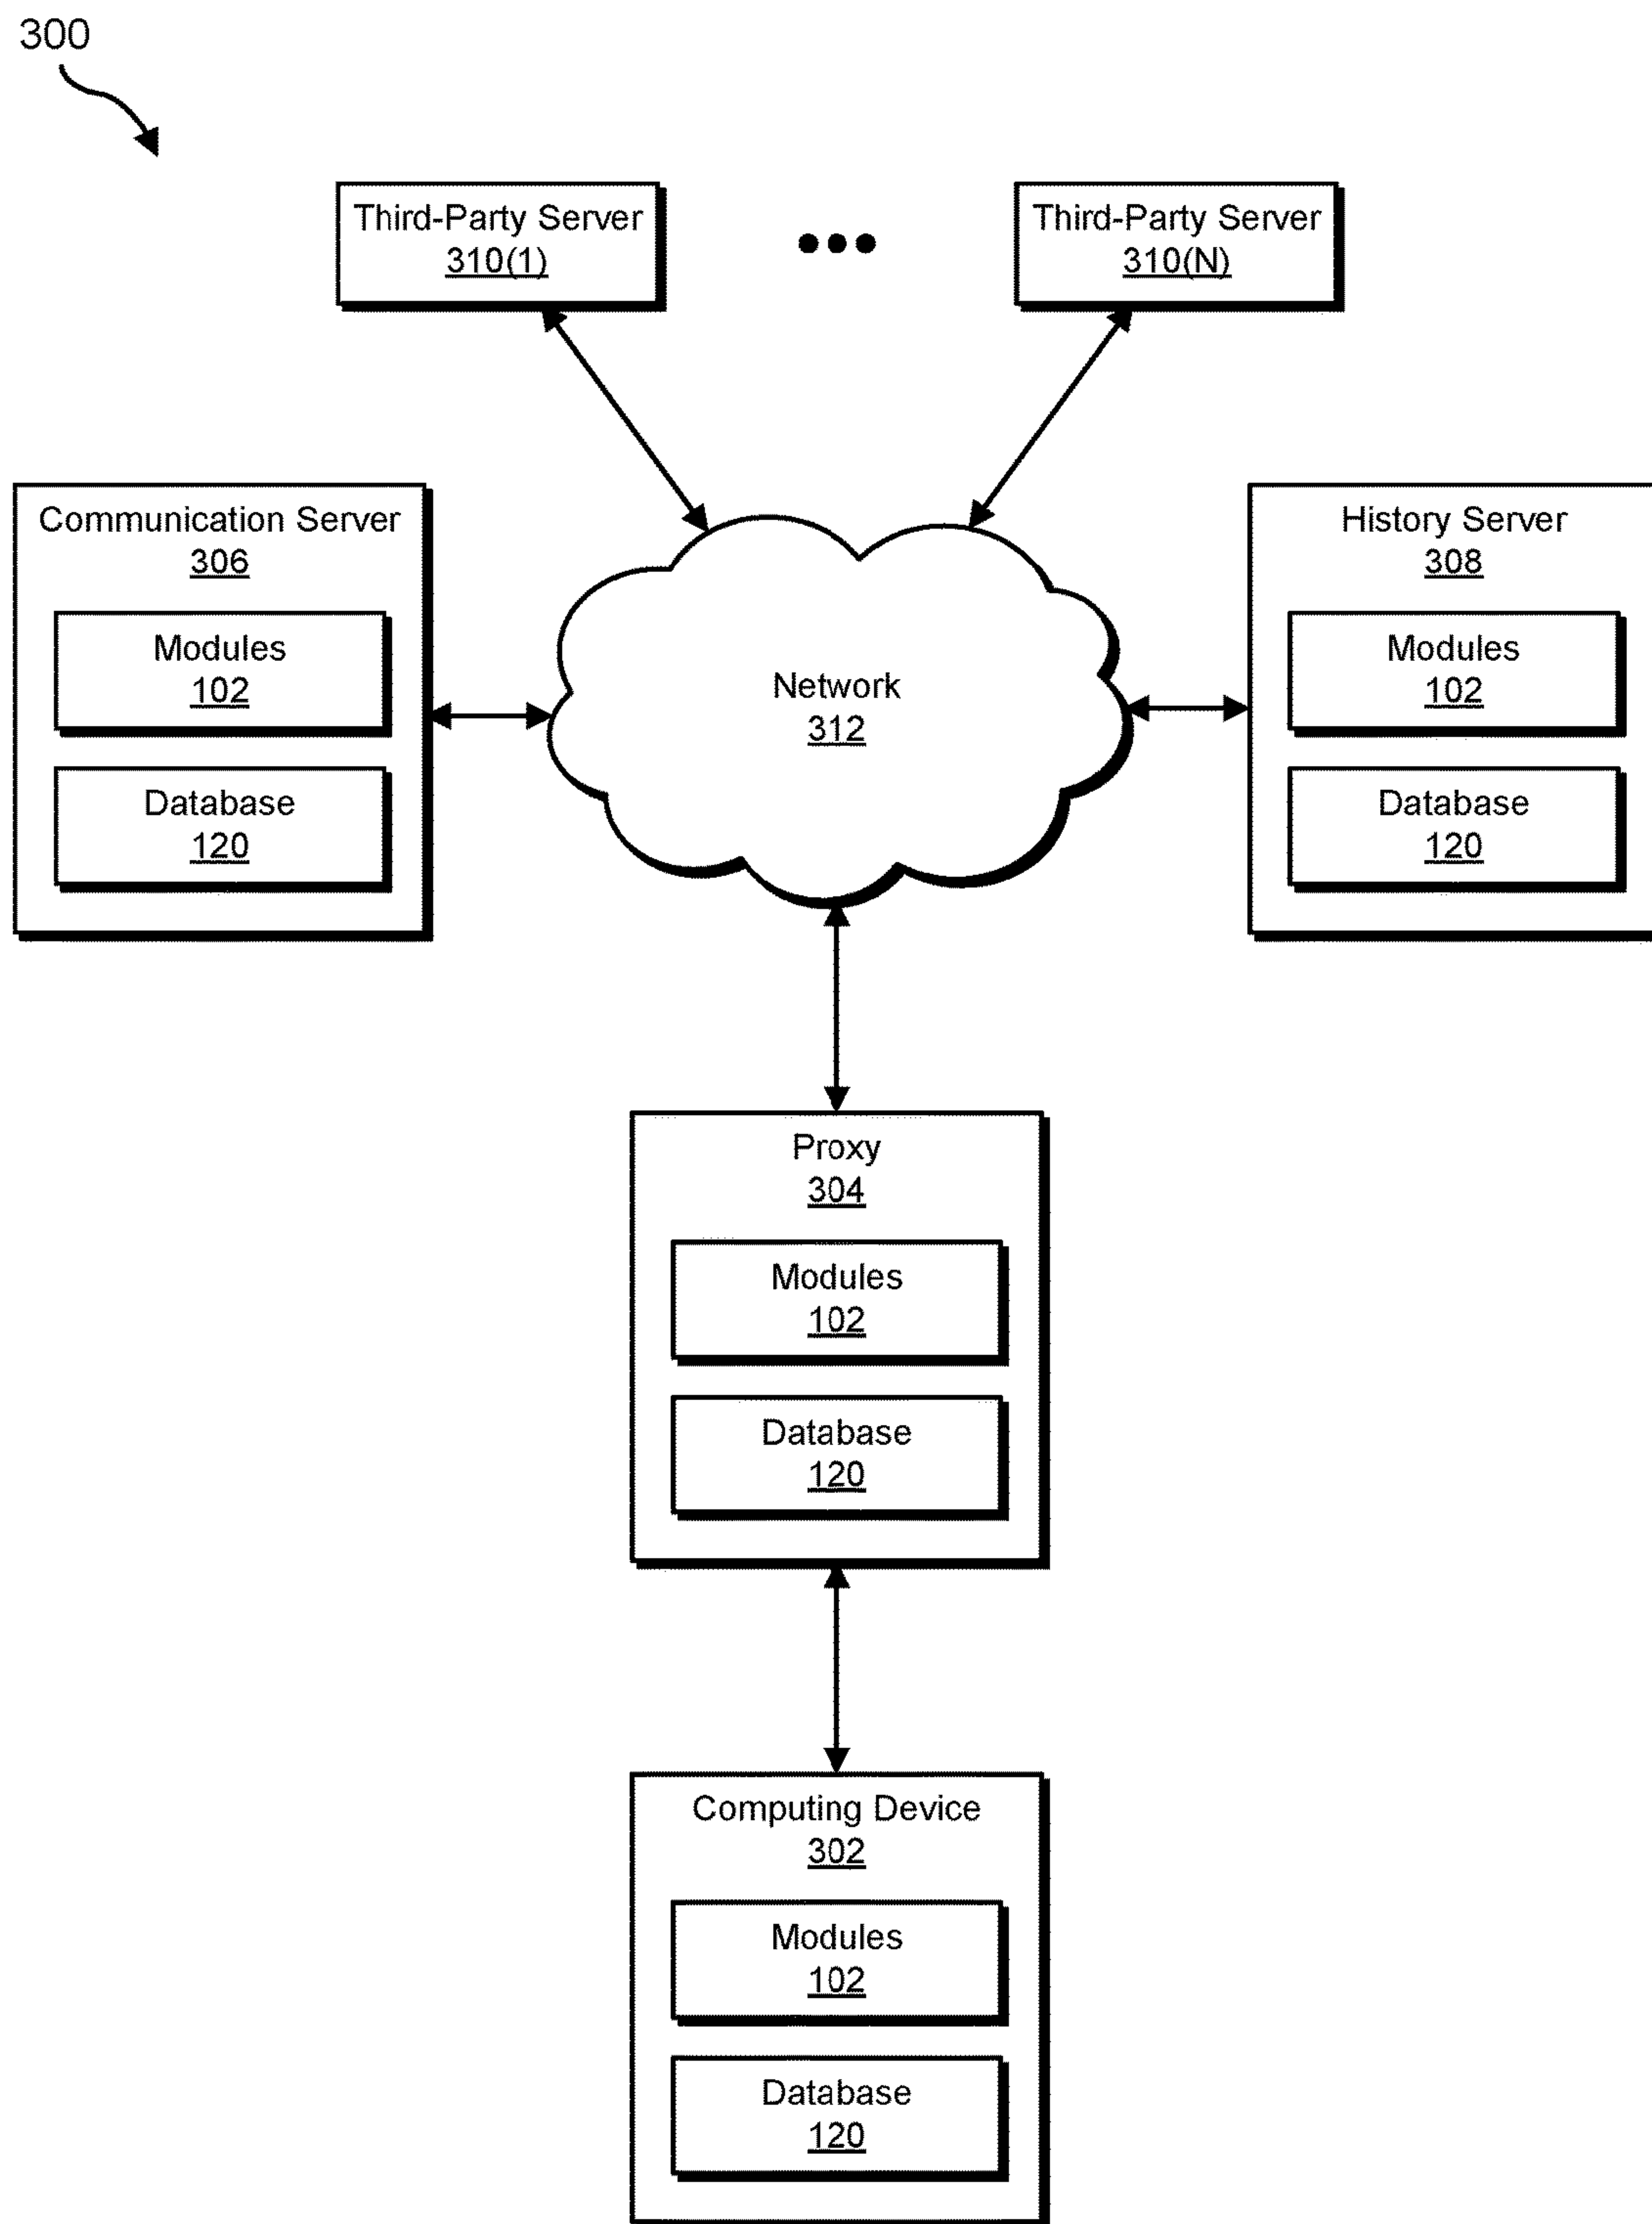 300
Third-Party Server
310(1)
Third-Party Server
310(N)
Communication Server
306
Modules
102
Database
120
Network
312
History Server
308
Modules
102
Database
120
Proxy
304
Modules
102
Database
120
Computing Device
302
Modules
102
Database
120